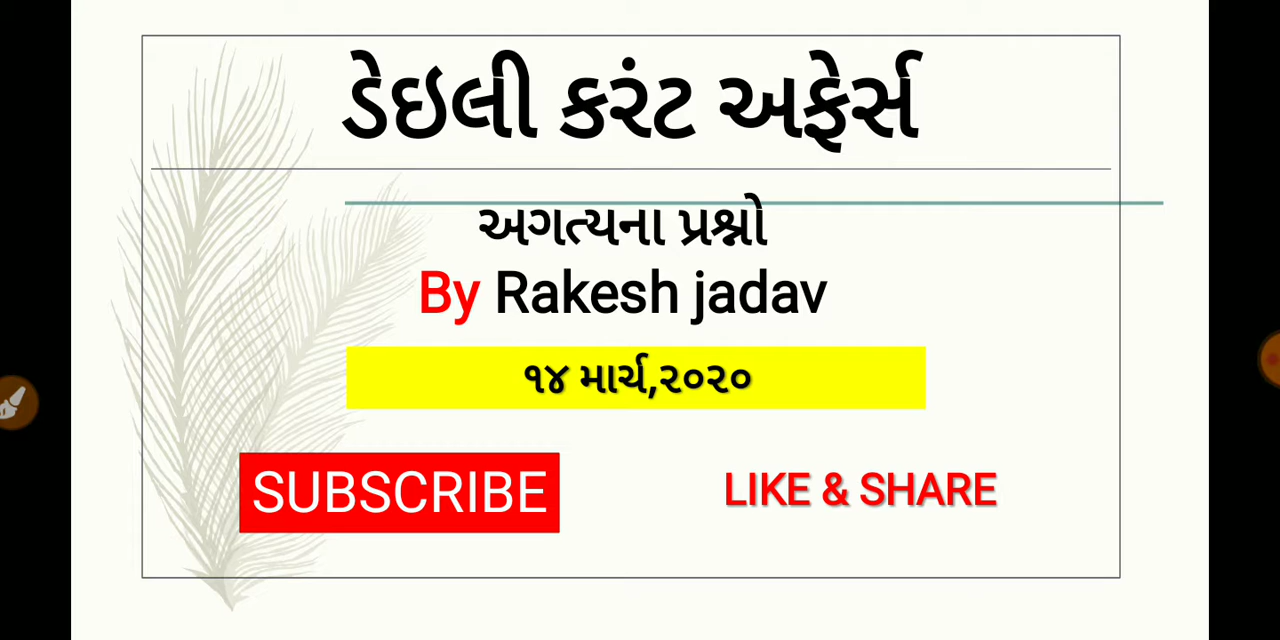 ડેઇલી કરંટ અફેર્સ
અગત્યના પ્રશ્નો
By Rakesh jadav
૧૪ માર્ચ,૨૦૨૦
SUBSCRIBE
LIKE & SHARE